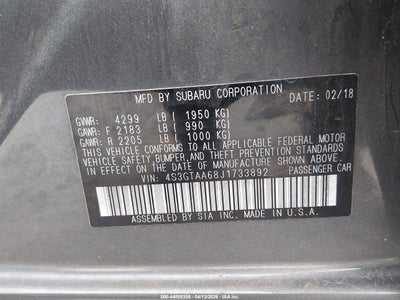 MFD BY SUBARU CORPORATION DATE: 02/18
GVWR: 4299 LB ( 1950 KG)
GAWR: F 2183 LB ( 990 KG)
GAWR: R 2205 LB ( 1000 KG)
THIS VEHICLE CONFORMS TO ALL APPLICABLE FEDERAL MOTOR
VEHICLE SAFETY, BUMPER, AND THEFT PREVENTION STANDARDS
IN EFFECT ON THE DATE OF MANUFACTURE SHOWN ABOVE.
VIN: 4S3GTAA68J1733892 PASSENGER CAR
ASSEMBLED BY SIA INC. MADE IN U.S.A.